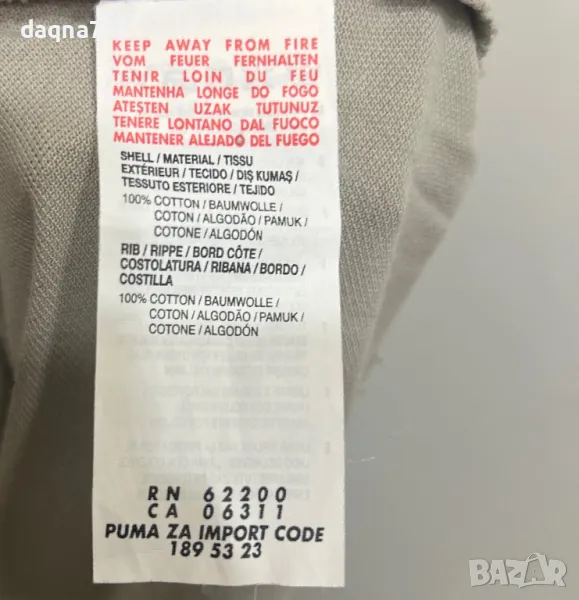 daqna7
KEEP AWAY FROM FIRE
VOM FEUER FERNHALTEN
TENIR LOIN DU FEU
MANTENHA LONGE DO FOGO
ATEŞTEN UZAK TUTUNUZ
TENERE LONTANO DAL FUOCO
MANTENER ALEJADO DEL FUEGO
SHELL / MATERIAL / TISSU
EXTÉRIEUR / TECIDO / DIŞ KUMAŞ /
TESSUTO ESTERIORE / TEJIDO
100% COTTON / BAUMWOLLE /
COTON / ALGODÃO / PAMUK /
COTONE / ALGODÓN
RIB / RIPPE / BORD CÔTE /
COSTOLATURA / RIBANA / BORDO /
COSTILLA
100% COTTON / BAUMWOLLE /
COTON / ALGODÃO / PAMUK /
COTONE / ALGODÓN
RN 62200
CA 06311
PUMA ZA IMPORT CODE
189 53 23
BAZAR
bg